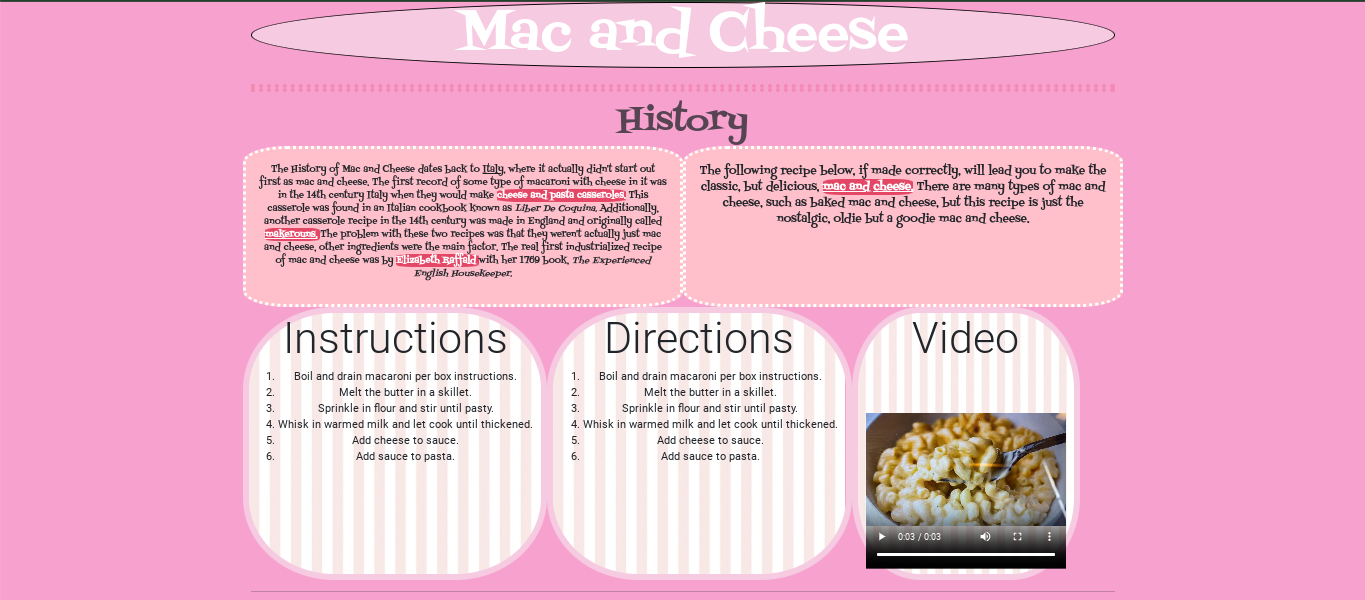 Mac and Cheese
History
The History of Mac and Cheese dates back to Italy, where it actually didn't start out
first as mac and cheese. The first record of some type of macaroni with cheese in it was
in the 14th century Italy when they would make cheese and pasta casseroles. This
casserole was found in an Italian cookbook known as Liber De Coquina. Additionally,
another casserole recipe in the 14th century was made in England and originally called
makerouns. The problem with these two recipes was that they weren't actually just mac
and cheese, other ingredients were the main factor. The real first industrialized recipe
of mac and cheese was by Elizabeth Raffald with her 1769 book, The Experienced
English Housekeeper.
The following recipe below, if made correctly, will lead you to make the
classic, but delicious, mac and cheese. There are many types of mac and
cheese, such as baked mac and cheese, but this recipe is just the
nostalgic, oldie but a goodie mac and cheese.
Instructions
1. Boil and drain macaroni per box instructions.
2. Melt the butter in a skillet.
3. Sprinkle in flour and stir until pasty.
4. Whisk in warmed milk and let cook until thickened.
5. Add cheese to sauce.
6. Add sauce to pasta.
Directions
1. Boil and drain macaroni per box instructions.
2. Melt the butter in a skillet.
3. Sprinkle in flour and stir until pasty.
4. Whisk in warmed milk and let cook until thickened.
5. Add cheese to sauce.
6. Add sauce to pasta.
Video
0:03 / 0:03